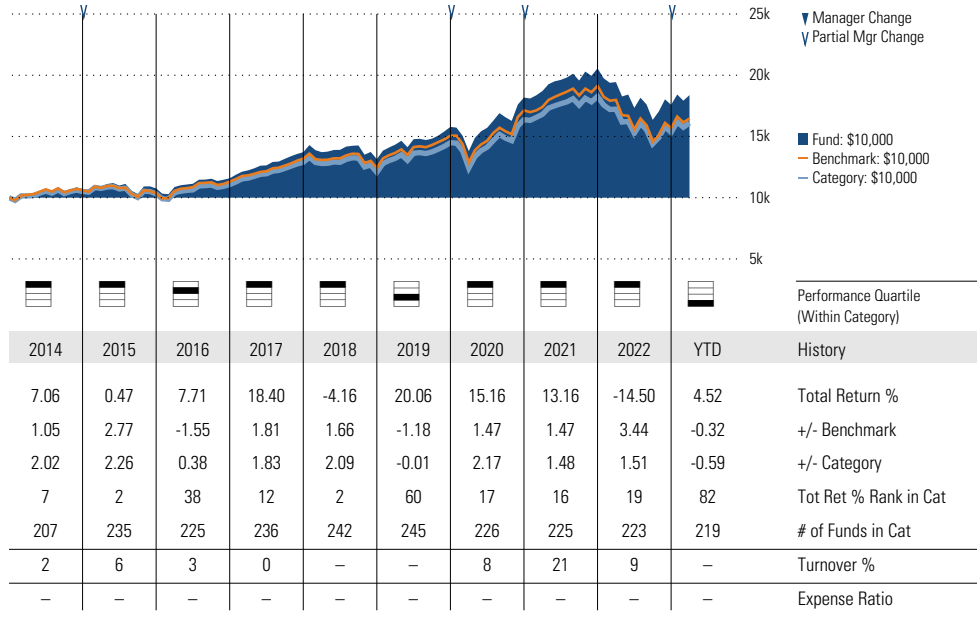 25k
20k
15k
10k
5k
Manager Change
Partial Mgr Change
Fund: $10,000
Benchmark: $10,000
Category: $10,000
Performance Quartile
(Within Category)
2014 2015 2016 2017 2018 2019 2020 2021 2022 YTD History
7.06 0.47 7.71 18.40 -4.16 20.06 15.16 13.16 -14.50 4.52 Total Return %
1.05 2.77 -1.55 1.81 1.66 -1.18 1.47 1.47 3.44 -0.32 +/- Benchmark
2.02 2.26 0.38 1.83 2.09 -0.01 2.17 1.48 1.51 -0.59 +/- Category
7 2 38 12 2 60 17 16 19 82 Tot Ret % Rank in Cat
207 235 225 236 242 245 226 225 223 219 # of Funds in Cat
2 6 3 0 – – 8 21 9 – Turnover %
– – – – – – – – – – Expense Ratio